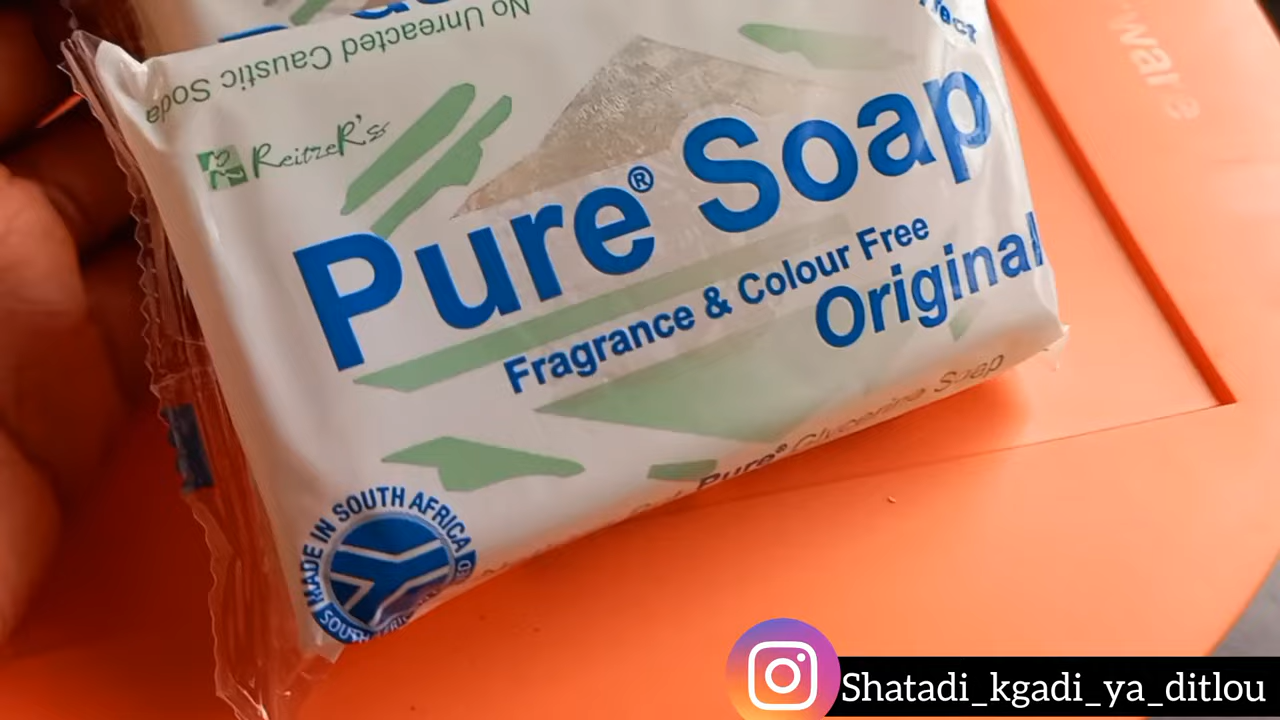 No Unreacted Caustic Soda
ReitzeR's
Pure® Soap
Fragrance & Colour Free
Original
Pure® Glycerine Soap
MADE IN SOUTH AFRICA
Shatadi_kgadi_ya_ditlou